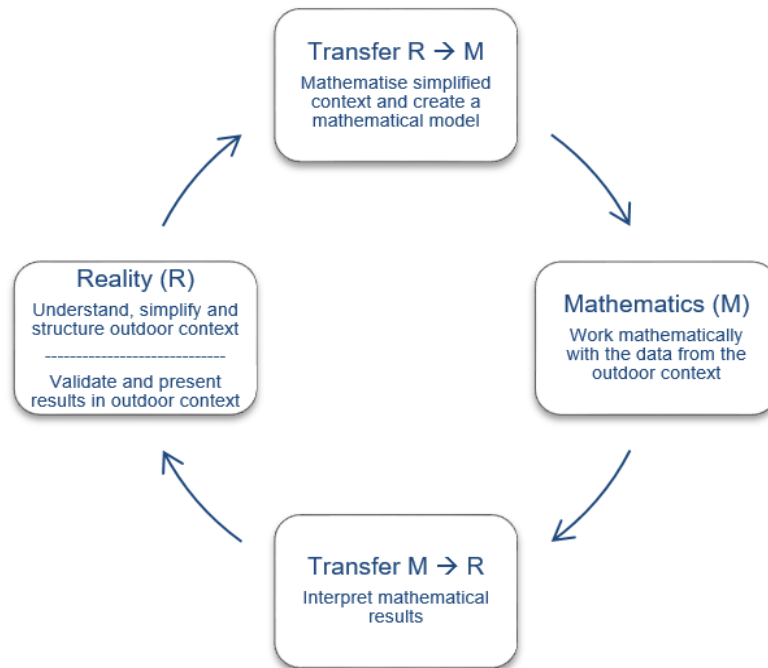 Transfer R → M
Mathematise simplified
context and create a
mathematical model
Reality (R)
Understand, simplify and
structure outdoor context
-----------------------------
Validate and present
results in outdoor context
Mathematics (M)
Work mathematically
with the data from the
outdoor context
Transfer M → R
Interpret mathematical
results